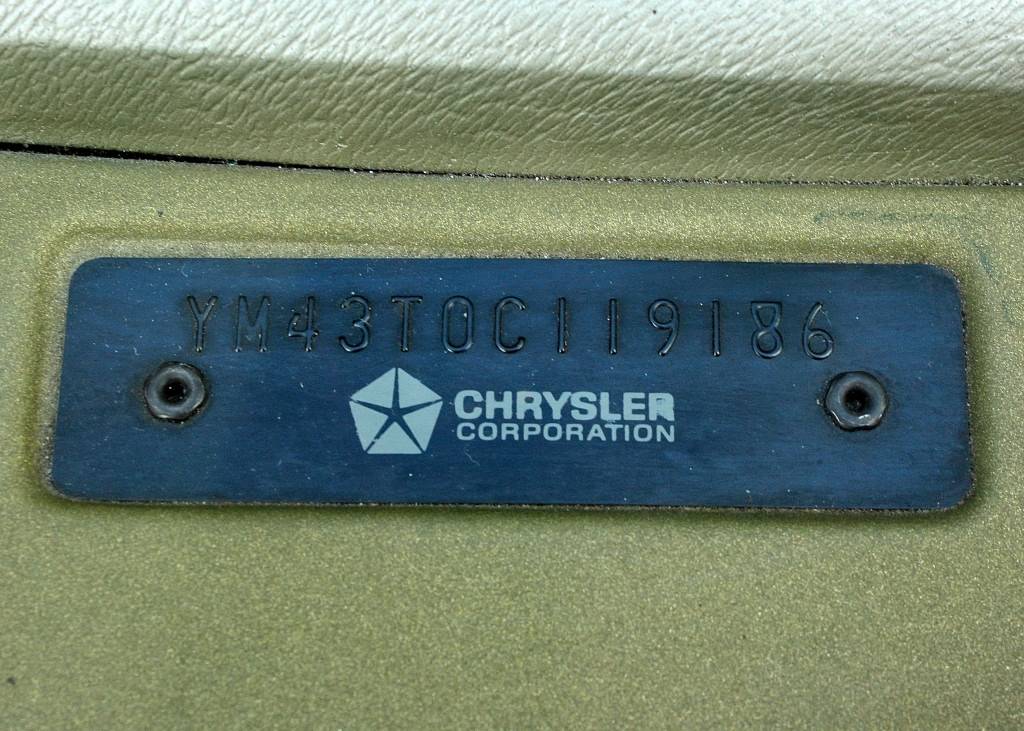 YM43T0C119186
CHRYSLER
CORPORATION